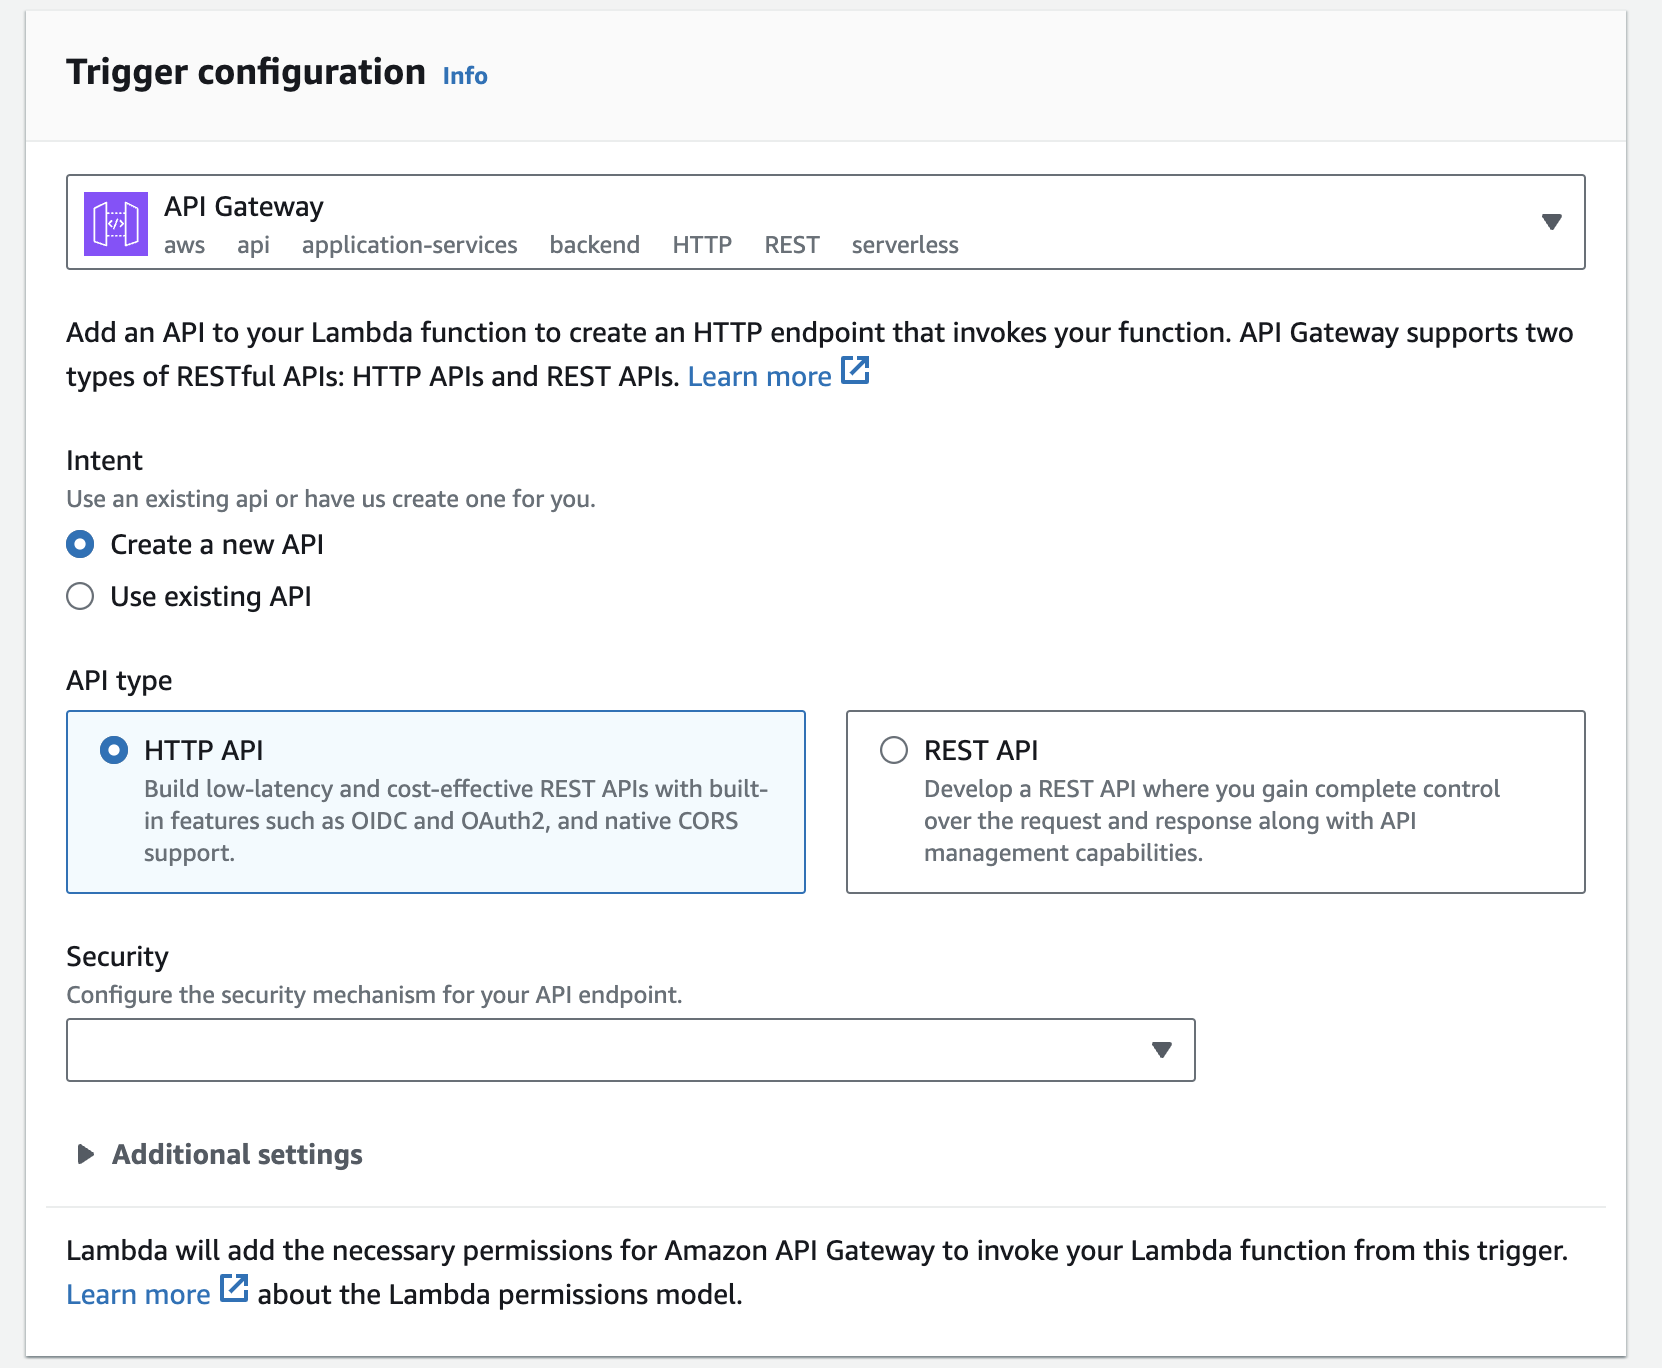 Trigger configuration Info
API Gateway
aws api application-services backend HTTP REST serverless
Add an API to your Lambda function to create an HTTP endpoint that invokes your function. API Gateway supports two
types of RESTful APIs: HTTP APIs and REST APIs. Learn more
Intent
Use an existing api or have us create one for you.
Create a new API
Use existing API
API type
HTTP API
Build low-latency and cost-effective REST APIs with built-
in features such as OIDC and OAuth2, and native CORS
support.
REST API
Develop a REST API where you gain complete control
over the request and response along with API
management capabilities.
Security
Configure the security mechanism for your API endpoint.
Additional settings
Lambda will add the necessary permissions for Amazon API Gateway to invoke your Lambda function from this trigger.
Learn more about the Lambda permissions model.